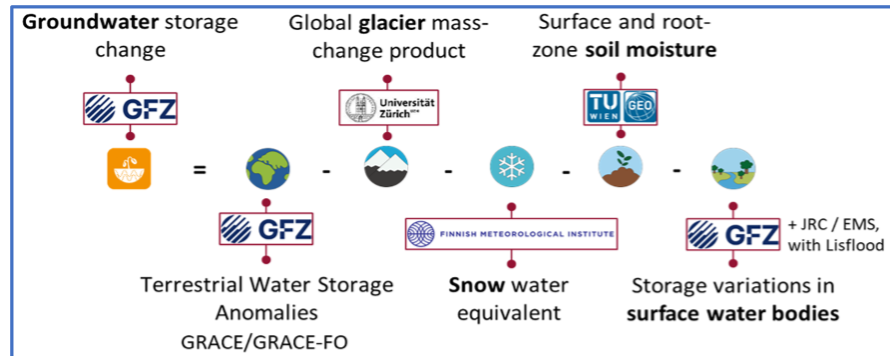 Groundwater storage
change
Global glacier mass-
change product
Surface and root-
zone soil moisture
GFZ
Universität
Zürich
TU
WIEN
GEO
=
-
-
-
-
GFZ
FINNISH METEOROLOGICAL INSTITUTE
GFZ
+ JRC / EMS,
with Lisflood
Terrestrial Water Storage
Anomalies
GRACE/GRACE-FO
Snow water
equivalent
Storage variations in
surface water bodies